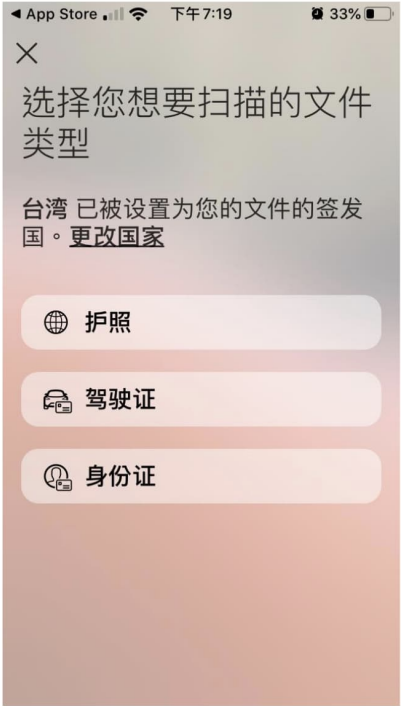 ◀ App Store 下午7:19 33%
选择您想要扫描的文件
类型
台湾 已被设置为您的文件的签发
国。更改国家
护照
驾驶证
身份证